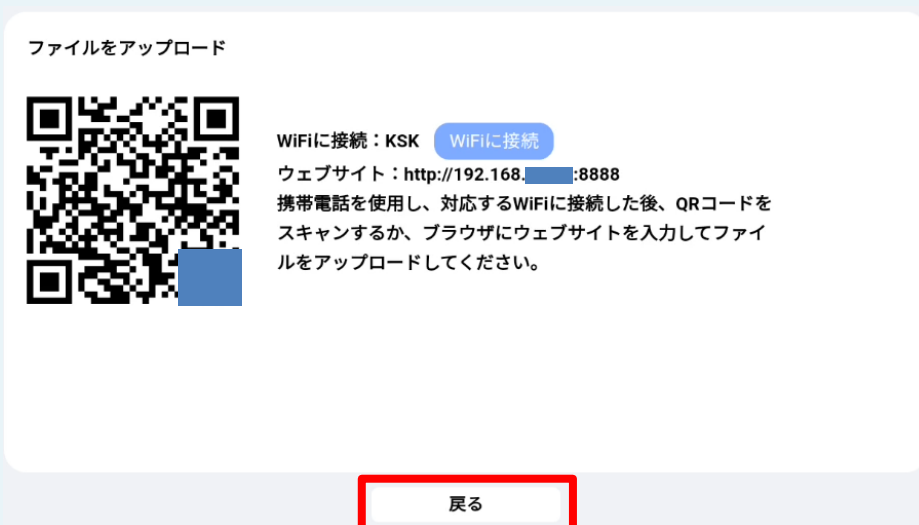 ファイルをアップロード
WiFiに接続：KSK WiFiに接続
ウェブサイト：http://192.168. :8888
携帯電話を使用し、対応するWiFiに接続した後、QRコードを
スキャンするか、ブラウザにウェブサイトを入力してファイ
ルをアップロードしてください。
戻る